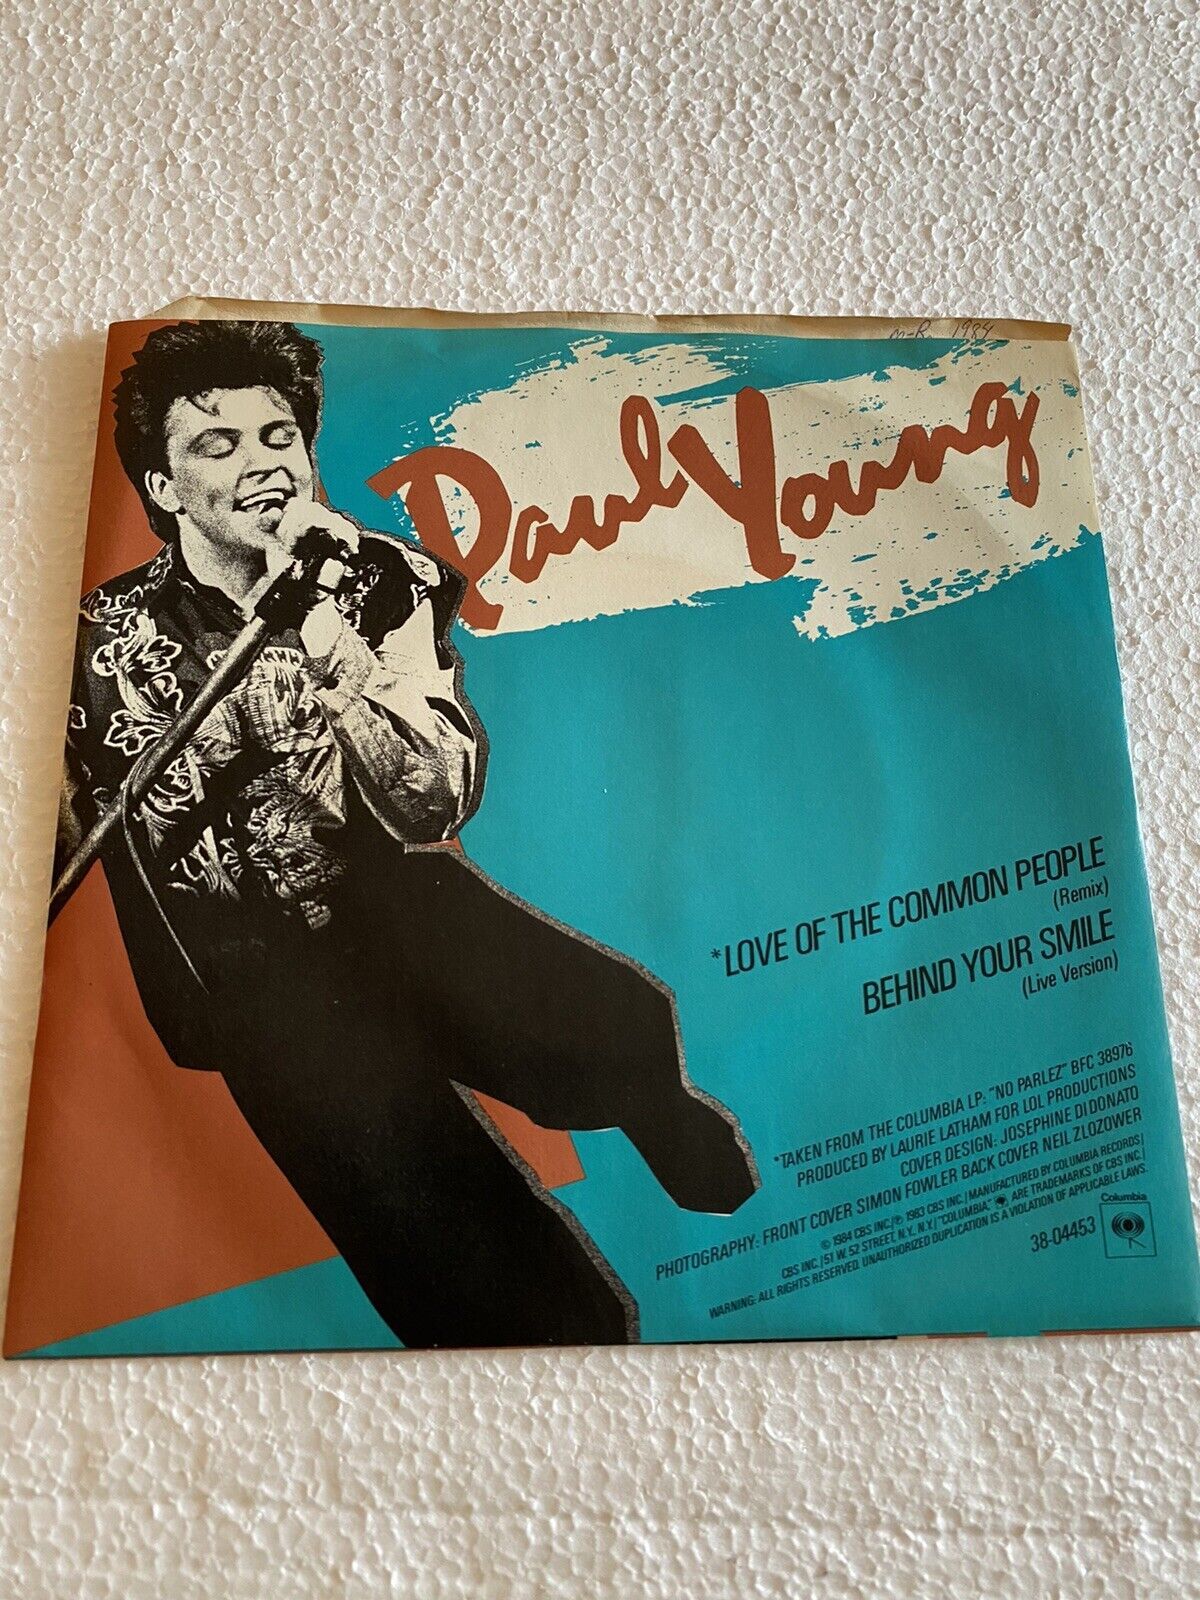 1984
Paul Young
*LOVE OF THE COMMON PEOPLE
(Remix)
BEHIND YOUR SMILE
(Live Version)
*TAKEN FROM THE COLUMBIA LP: "NO PARLEZ" BFC 38976
PRODUCED BY LAURIE LATHAM FOR LOL PRODUCTIONS
COVER DESIGN: JOSEPHINE DI DONATO
PHOTOGRAPHY: FRONT COVER SIMON FOWLER BACK COVER NEIL ZLOZOWER
© 1984 CBS INC./℗ 1983 CBS INC./MANUFACTURED BY COLUMBIA RECORDS/
CBS INC./51 W. 52 STREET, N.Y., N.Y./"COLUMBIA," ARE TRADEMARKS OF CBS INC./
WARNING: ALL RIGHTS RESERVED. UNAUTHORIZED DUPLICATION IS A VIOLATION OF APPLICABLE LAWS.
38-04453
Columbia